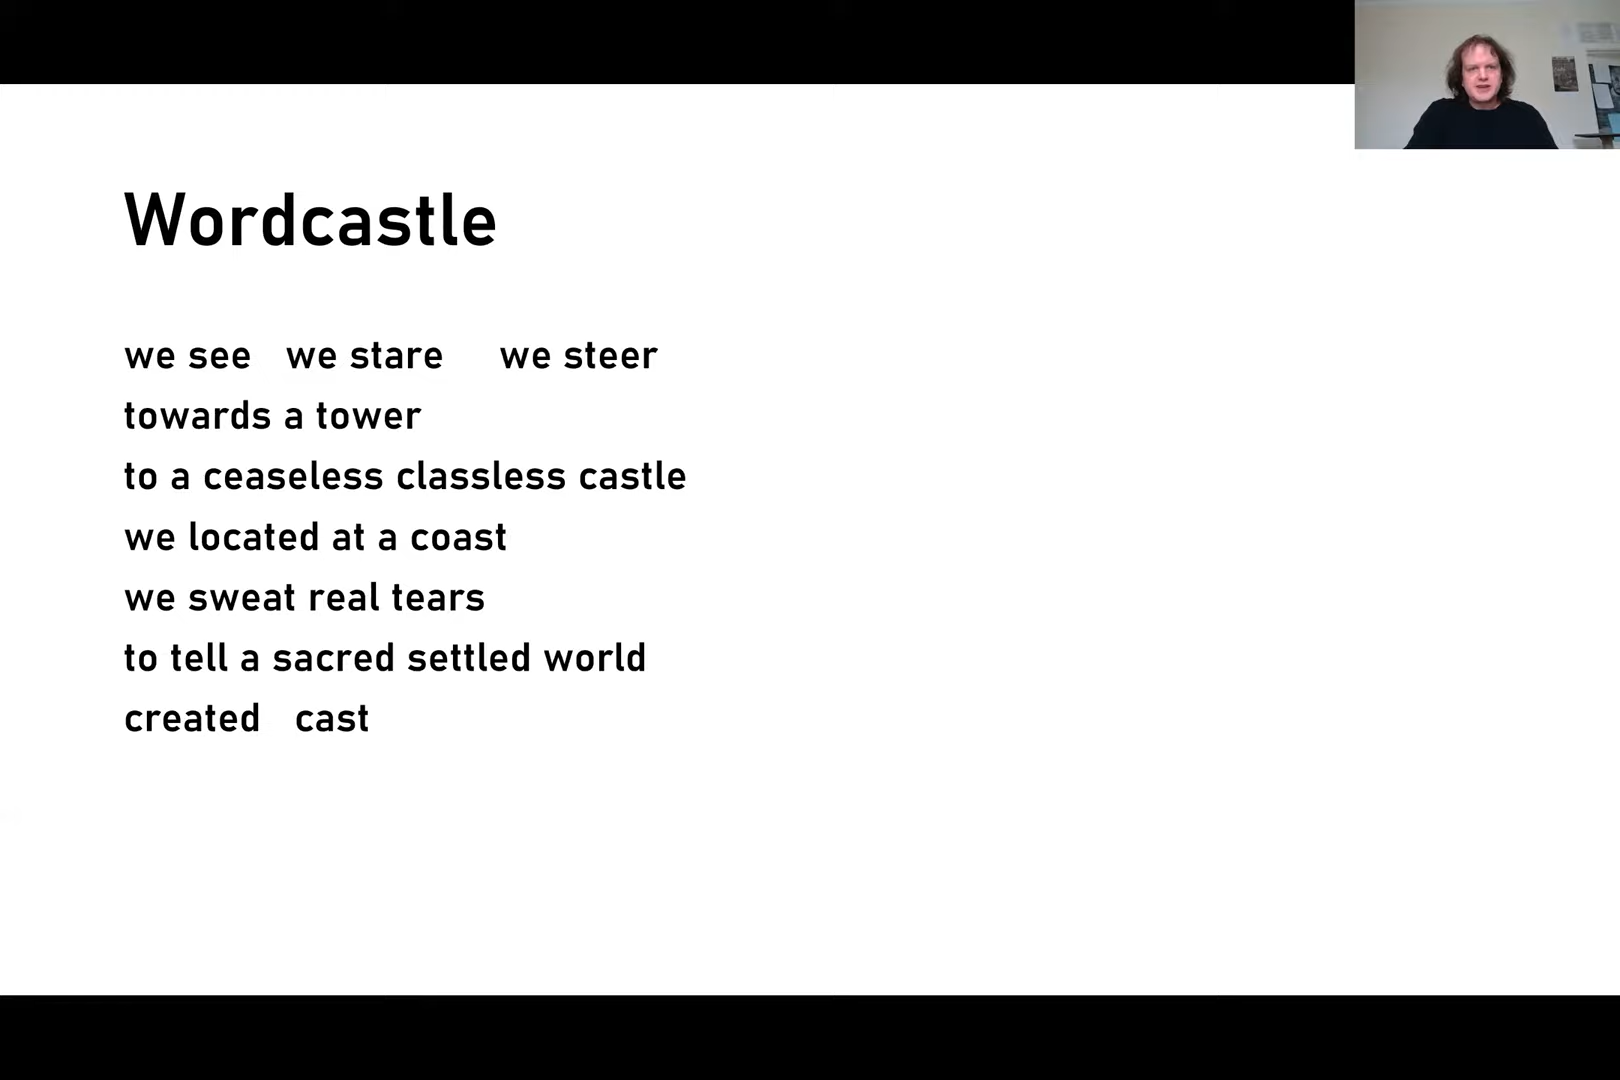 Wordcastle
we see we stare we steer
towards a tower
to a ceaseless classless castle
we located at a coast
we sweat real tears
to tell a sacred settled world
created cast